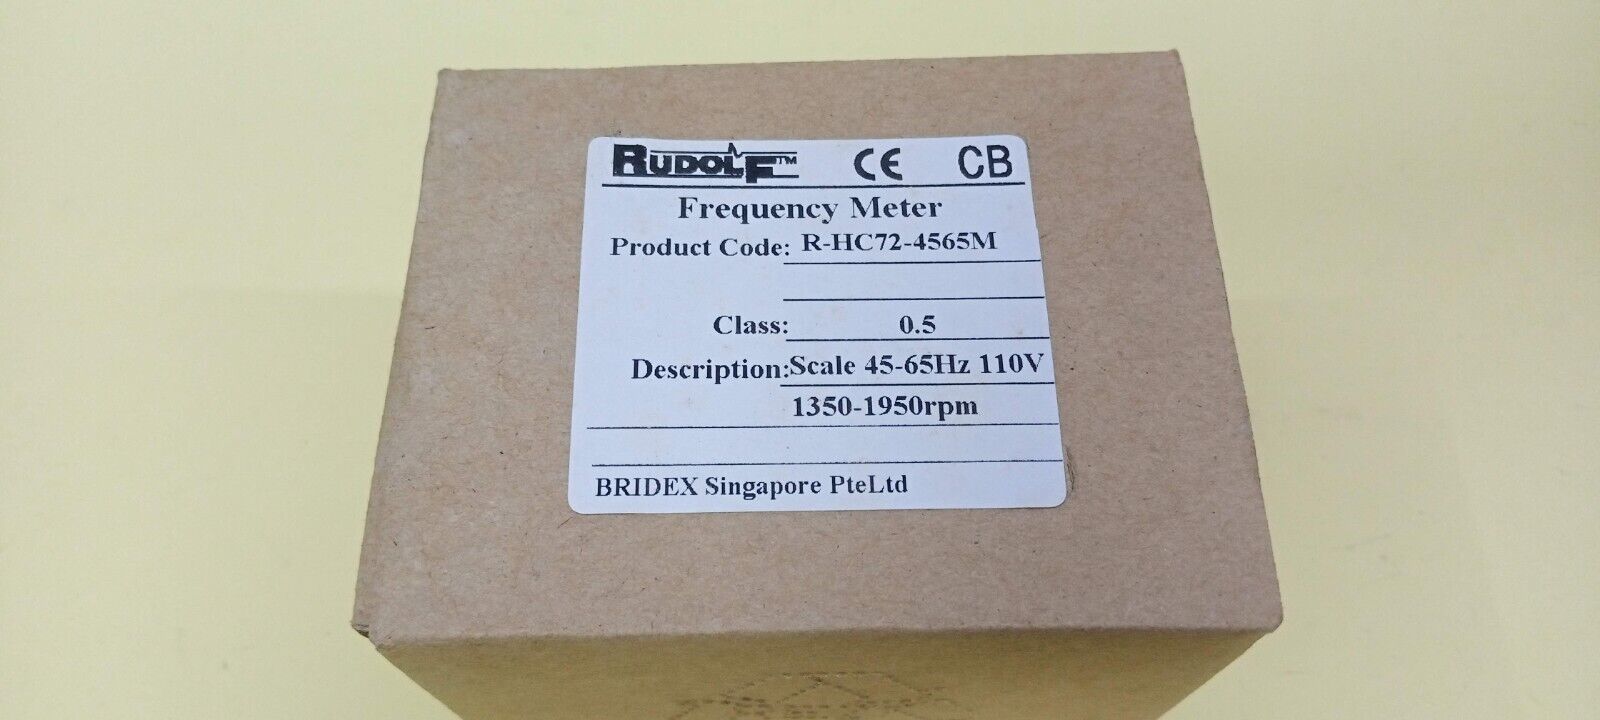 RUDOLF™ CE CB
Frequency Meter
Product Code: R-HC72-4565M
Class: 0.5
Description:Scale 45-65Hz 110V
1350-1950rpm
BRIDEX Singapore PteLtd